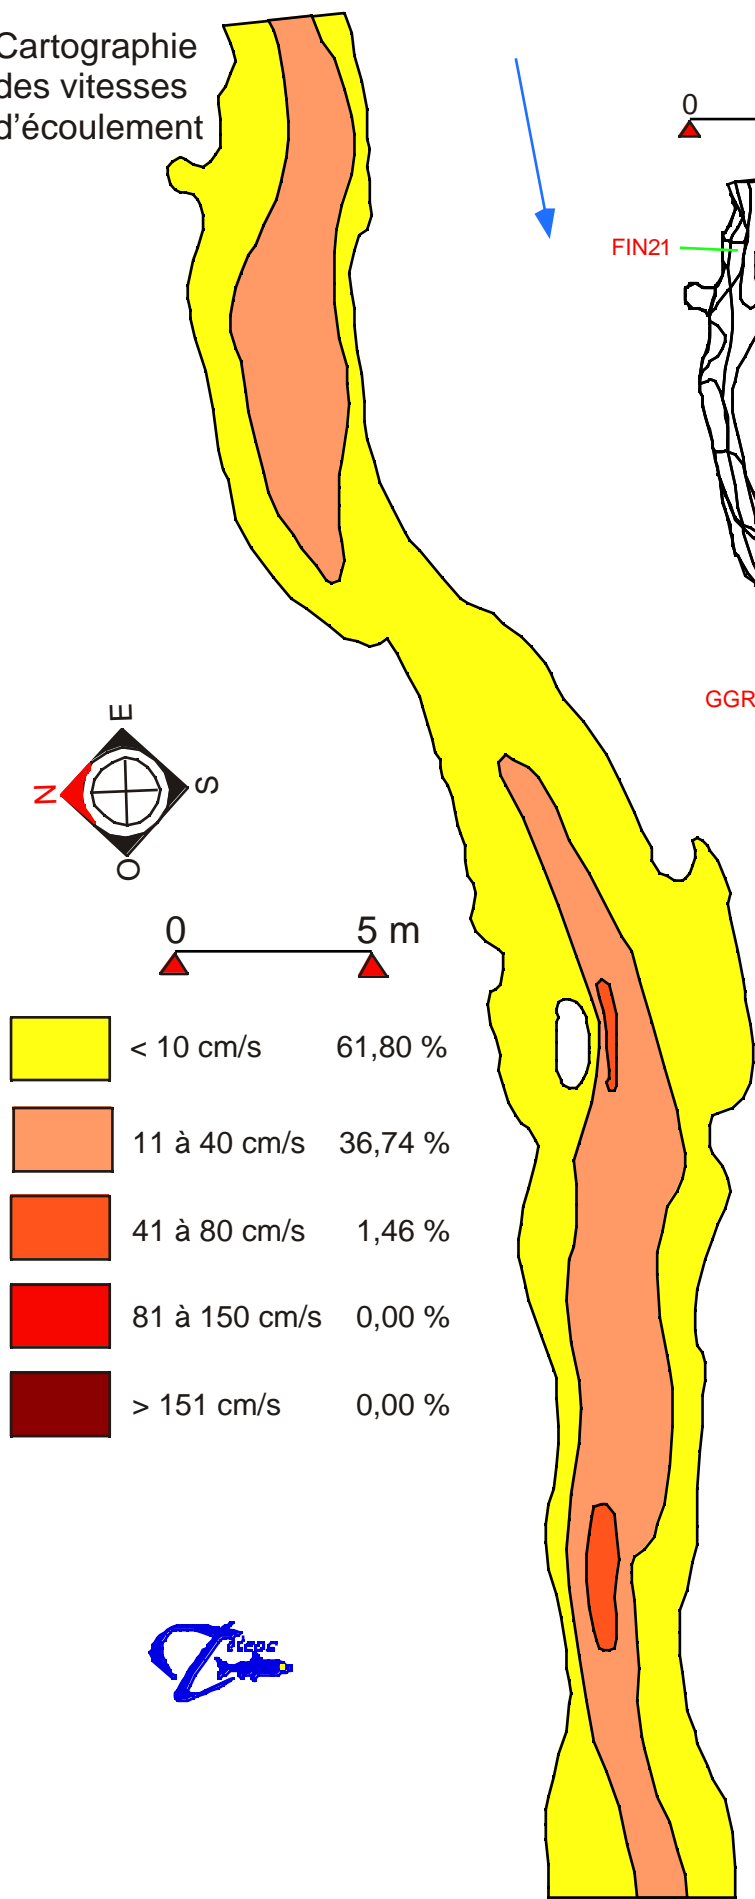 Cartographie
des vitesses
d'écoulement
0
FIN21
GGR
E
N
S
O
0 5 m
< 10 cm/s 61,80 %
11 à 40 cm/s 36,74 %
41 à 80 cm/s 1,46 %
81 à 150 cm/s 0,00 %
> 151 cm/s 0,00 %